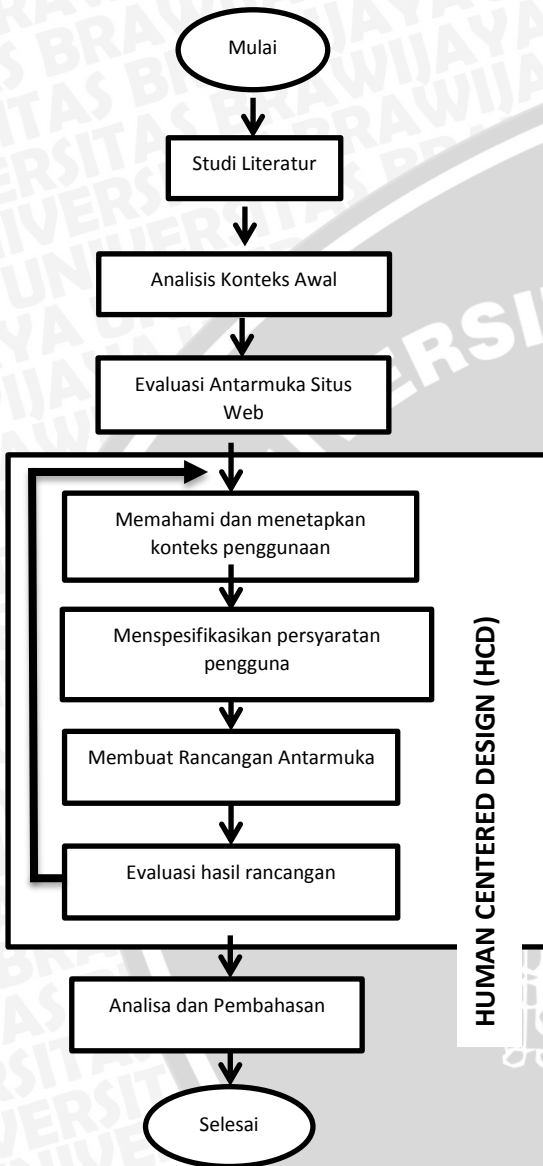 Mulai
Studi Literatur
Analisis Konteks Awal
Evaluasi Antarmuka Situs
Web
Memahami dan menetapkan
konteks penggunaan
Menspesifikasikan persyaratan
pengguna
Membuat Rancangan Antarmuka
Evaluasi hasil rancangan
HUMAN CENTERED DESIGN (HCD)
Analisa dan Pembahasan
Selesai